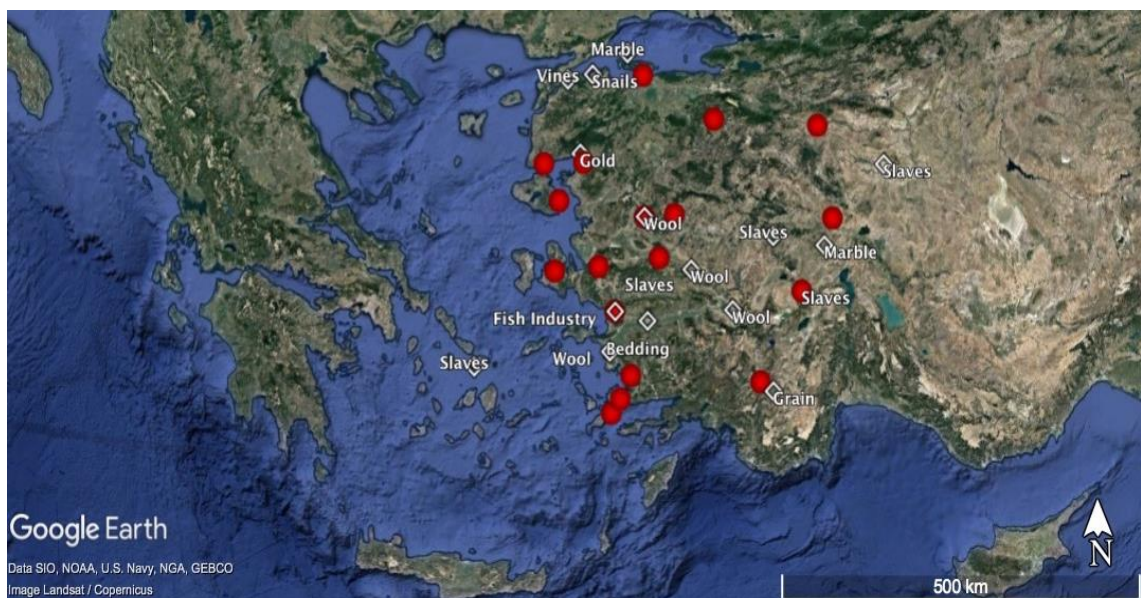 Marble
Vines
Snails
Gold
Slaves
Wool
Slaves
Marble
Wool
Slaves
Slaves
Wool
Fish Industry
Bedding
Wool
Slaves
Grain
Google Earth
N
Data SIO, NOAA, U.S. Navy, NGA, GEBCO
Image Landsat / Copernicus
500 km